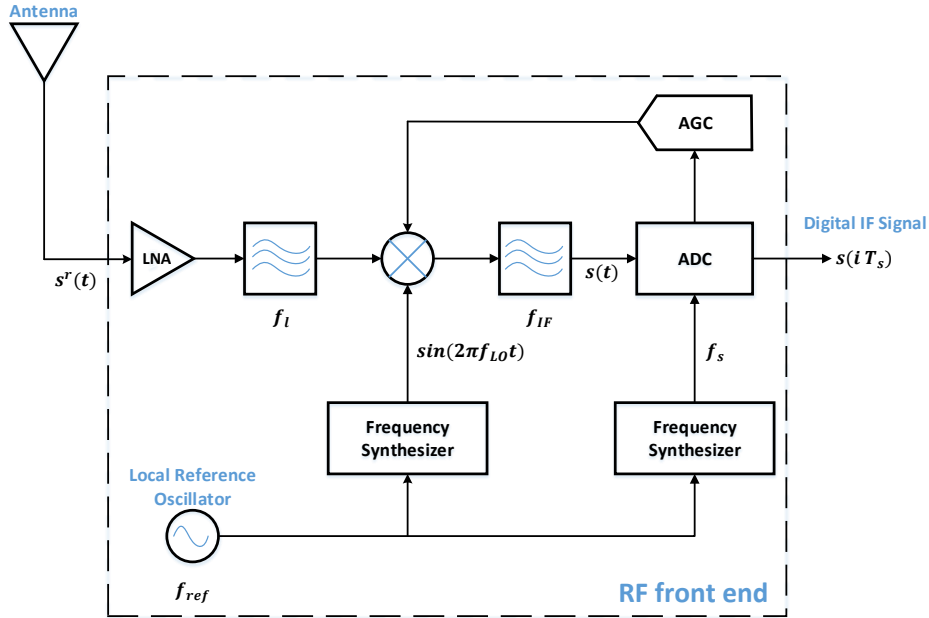 Antenna
AGC
Digital IF Signal
LNA
ADC
s(i T_s)
s^r(t)
s(t)
f_l
f_IF
sin(2πf_LO t)
f_s
Frequency
Synthesizer
Frequency
Synthesizer
Local Reference
Oscillator
f_ref
RF front end